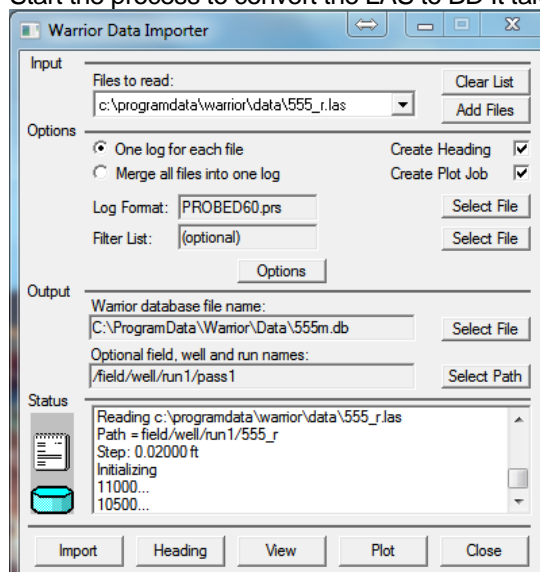 Start the process to convert the LAS to DB It
Warrior Data Importer
Input
Files to read:
Clear List
c:\programdata\warrior\data\555_r.las
Add Files
Options
One log for each file
Create Heading
Merge all files into one log
Create Plot Job
Log Format: PROBED60.prs
Select File
Filter List: (optional)
Select File
Options
Output
Warrior database file name:
C:\ProgramData\Warrior\Data\555m.db
Select File
Optional field, well and run names:
/field/well/run1/pass1
Select Path
Status
Reading c:\programdata\warrior\data\555_r.las
Path = field/well/run1/555_r
Step: 0.02000 ft
Initializing
11000...
10500...
Import Heading View Plot Close